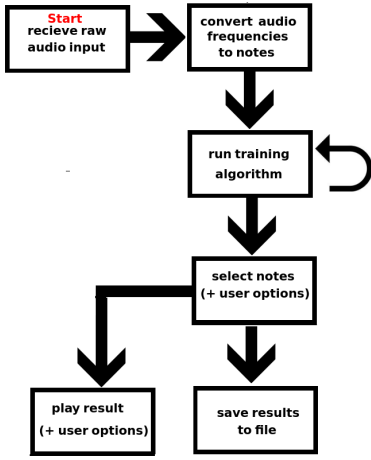 Start
recieve raw
audio input
convert audio
frequencies
to notes
run training
algorithm
select notes
(+ user options)
play result
(+ user options)
save results
to file